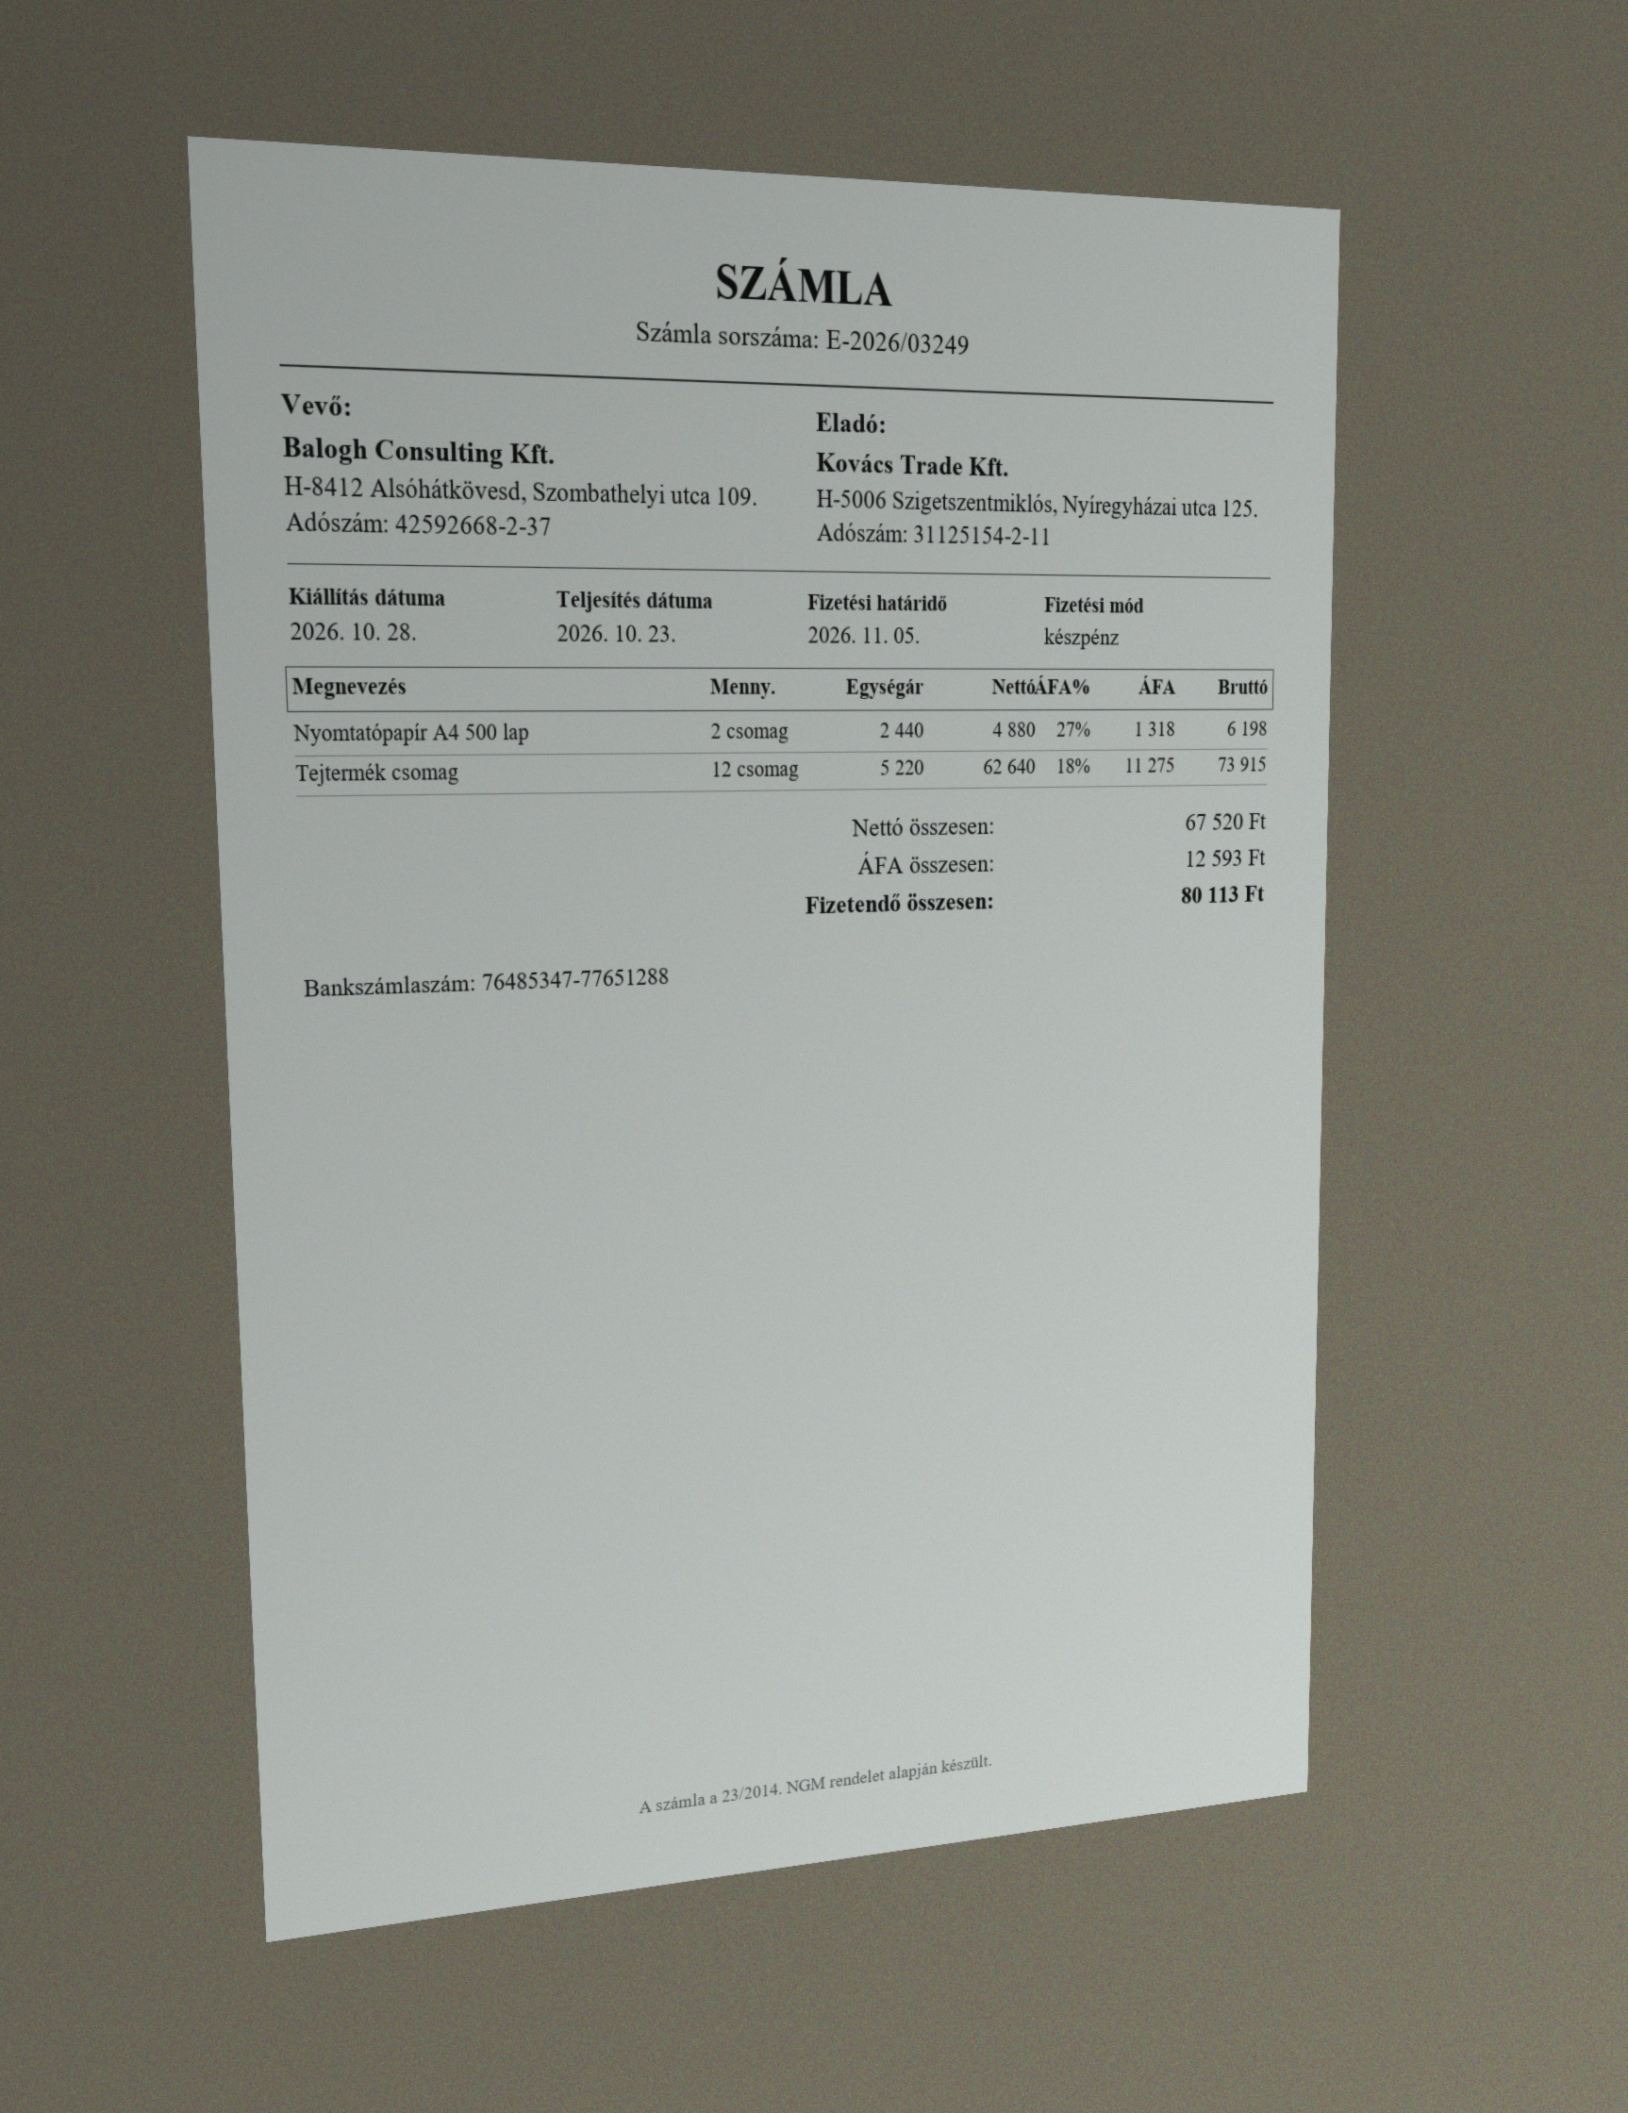 SZÁMLA
Számla sorszáma: E-2026/03249
Vevő:
Balogh Consulting Kft.
H-8412 Alsóhátkövesd, Szombathelyi utca 109.
Adószám: 42592668-2-37
Eladó:
Kovács Trade Kft.
H-5006 Szigetszentmiklós, Nyíregyházai utca 125.
Adószám: 31125154-2-11
Kiállítás dátuma Teljesítés dátuma Fizetési határidő Fizetési mód
2026. 10. 28. 2026. 10. 23. 2026. 11. 05. készpénz
Megnevezés Menny. Egységár Nettó ÁFA% ÁFA Bruttó
Nyomtatópapír A4 500 lap 2 csomag 2 440 4 880 27% 1 318 6 198
Tejtermék csomag 12 csomag 5 220 62 640 18% 11 275 73 915
Nettó összesen: 67 520 Ft
ÁFA összesen: 12 593 Ft
Fizetendő összesen: 80 113 Ft
Bankszámlaszám: 76485347-77651288
A számla a 23/2014. NGM rendelet alapján készült.